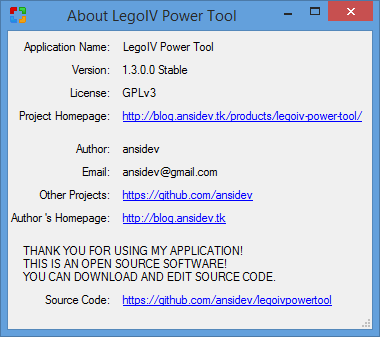 About LegoIV Power Tool
Application Name: LegoIV Power Tool
Version: 1.3.0.0 Stable
License: GPLv3
Project Homepage: http://blog.ansidev.tk/products/legoiv-power-tool/
Author: ansidev
Email: ansidev@gmail.com
Other Projects: https://github.com/ansidev
Author 's Homepage: http://blog.ansidev.tk
THANK YOU FOR USING MY APPLICATION!
THIS IS AN OPEN SOURCE SOFTWARE!
YOU CAN DOWNLOAD AND EDIT SOURCE CODE.
Source Code: https://github.com/ansidev/legoivpowertool